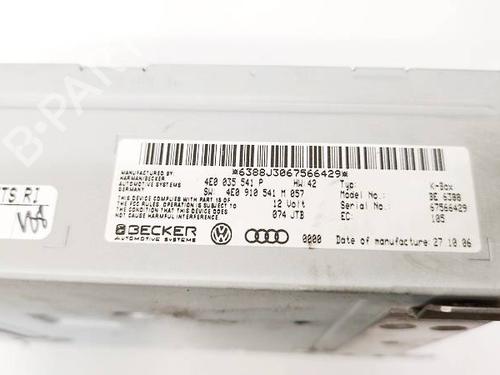 B-PARTS
*6388J3067566429*
MANUFACTURED BY
HARMAN/BECKER
AUTOMOTIVE SYSTEMS
GERMANY
4E0 035 541 P HW: 42
SW: 4E0 910 541 M 057
Typ: K-Box
Model No.: BE 6388
Serial No.: 67566429
EC: 105
THIS DEVICE COMPLIES WITH PART 15 OF
THE FCC RULES. OPERATION IS SUBJECT TO
THE CONDITION THAT THIS DEVICE DOES
NOT CAUSE HARMFUL INTERFERENCE
12 Volt
074 JTB
BECKER
AUTOMOTIVE SYSTEMS
0000 Date of manufacture: 27 10 06
TS RI